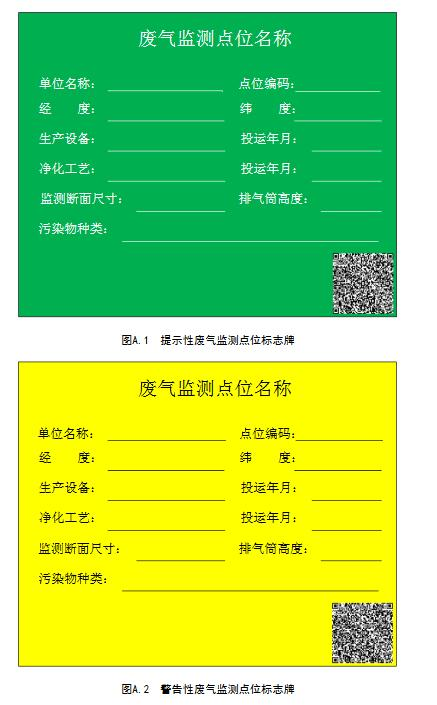 废气监测点位名称
单位名称： 点位编码：
经 度： 纬 度：
生产设备： 投运年月：
净化工艺： 投运年月：
监测断面尺寸： 排气筒高度：
污染物种类：
图A.1 提示性废气监测点位标志牌
废气监测点位名称
单位名称： 点位编码：
经 度： 纬 度：
生产设备： 投运年月：
净化工艺： 投运年月：
监测断面尺寸： 排气筒高度：
污染物种类：
图A.2 警告性废气监测点位标志牌